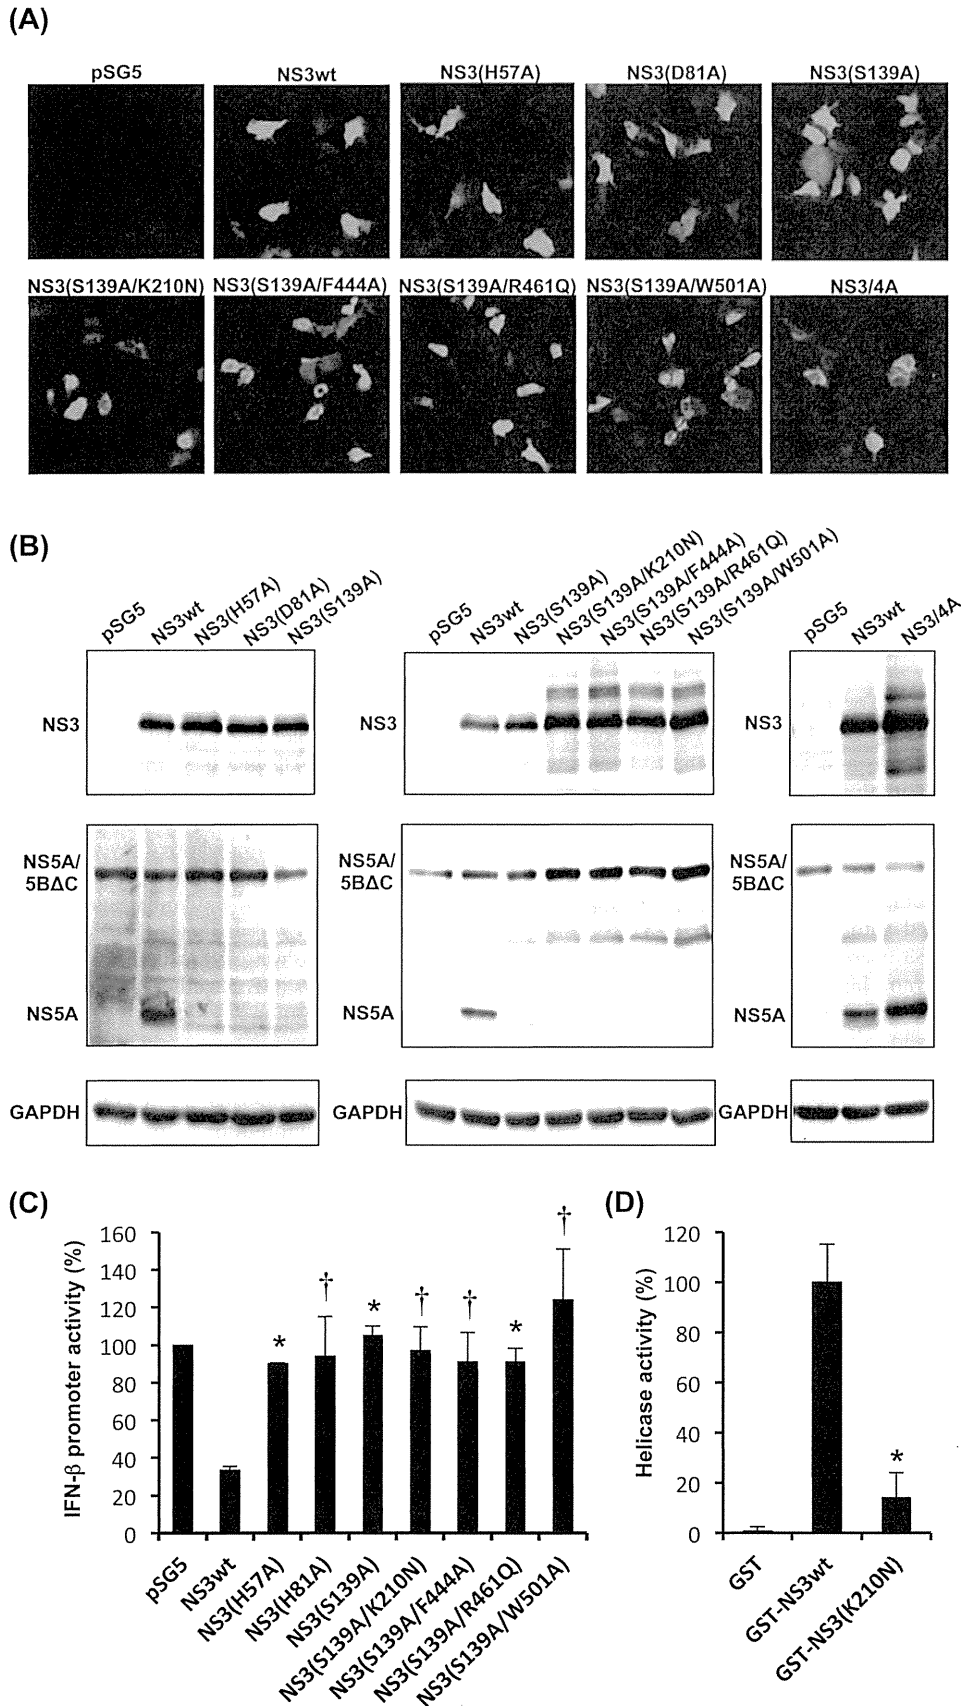 (A)
pSG5
NS3wt
NS3(H57A)
NS3(D81A)
NS3(S139A)
NS3(S139A/K210N)
NS3(S139A/F444A)
NS3(S139A/R461Q)
NS3(S139A/W501A)
NS3/4A
(B)
pSG5
NS3wt
NS3(H57A)
NS3(D81A)
NS3(S139A)
pSG5
NS3wt
NS3(S139A)
NS3(S139A/K210N)
NS3(S139A/F444A)
NS3(S139A/R461Q)
NS3(S139A/W501A)
pSG5
NS3wt
NS3/4A
NS3
NS3
NS3
NS5A/
5BΔC
NS5A/
5BΔC
NS5A/
5BΔC
NS5A
NS5A
NS5A
GAPDH
GAPDH
GAPDH
(C)
IFN-β promoter activity (%)
160
140
120
100
80
60
40
20
0
*
†
*
†
†
*
†
pSG5
NS3wt
NS3(H57A)
NS3(H81A)
NS3(S139A)
NS3(S139A/K210N)
NS3(S139A/F444A)
NS3(S139A/R461Q)
NS3(S139A/W501A)
(D)
Helicase activity (%)
120
100
80
60
40
20
0
*
GST
GST-NS3wt
GST-NS3(K210N)